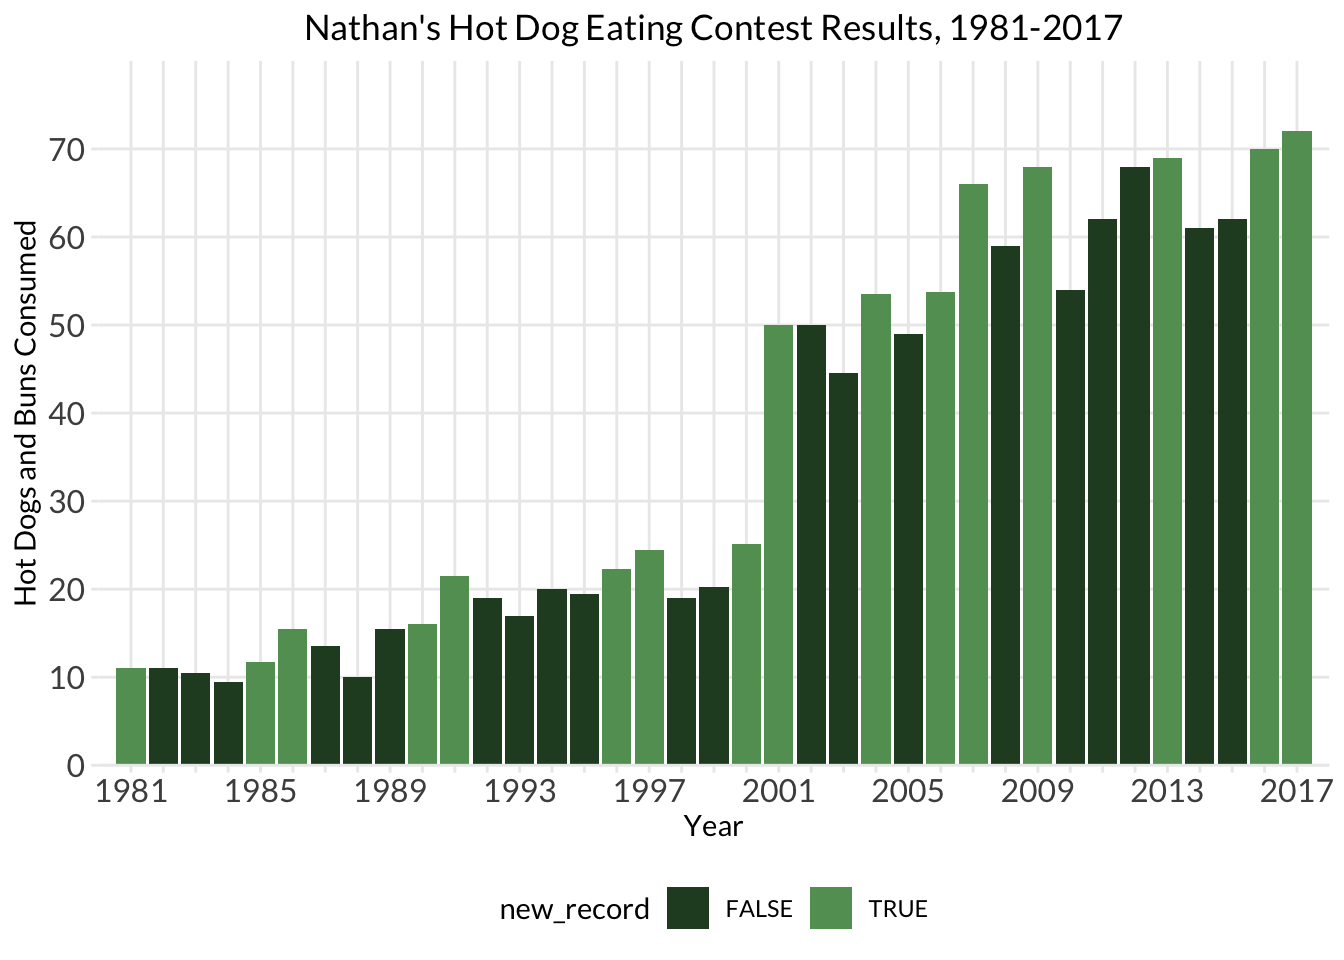 Nathan's Hot Dog Eating Contest Results, 1981-2017
Hot Dogs and Buns Consumed
70
60
50
40
30
20
10
0
1981 1985 1989 1993 1997 2001 2005 2009 2013 2017
Year
new_record FALSE TRUE